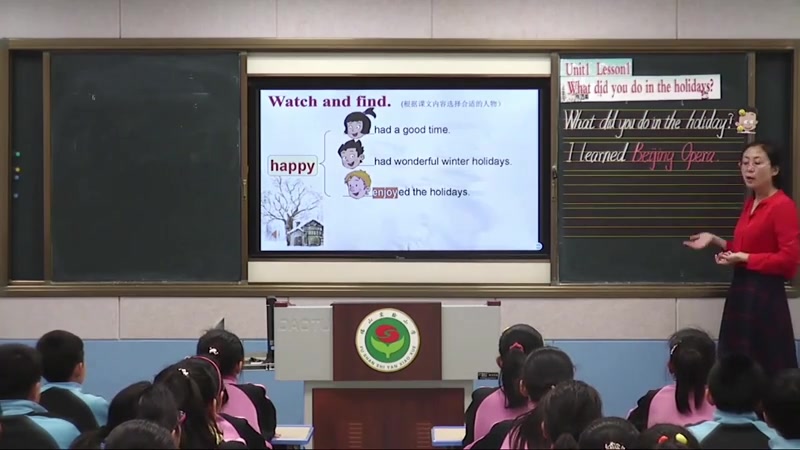 Watch and find. (根据课文内容选择合适的人物)
had a good time.
happy
had wonderful winter holidays.
enjoyed the holidays.
Unit1 Lesson1
What did you do in the holidays?
What did you do in the holiday?
I learned Beijing Opera.